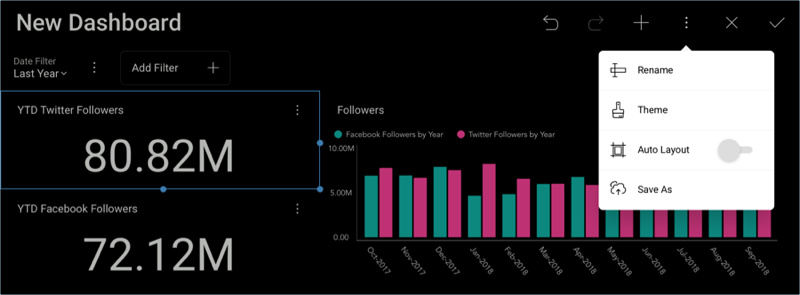 New Dashboard
Date Filter
Last Year
Add Filter
Rename
Theme
Auto Layout
Save As
YTD Twitter Followers
80.82M
YTD Facebook Followers
72.12M
Followers
Facebook Followers by Year
Twitter Followers by Year
10.00M
5.00M
0.00
Oct-2017
Nov-2017
Dec-2017
Jan-2018
Feb-2018
Mar-2018
Apr-2018
May-2018
Jun-2018
Jul-2018
Aug-2018
Sep-2018